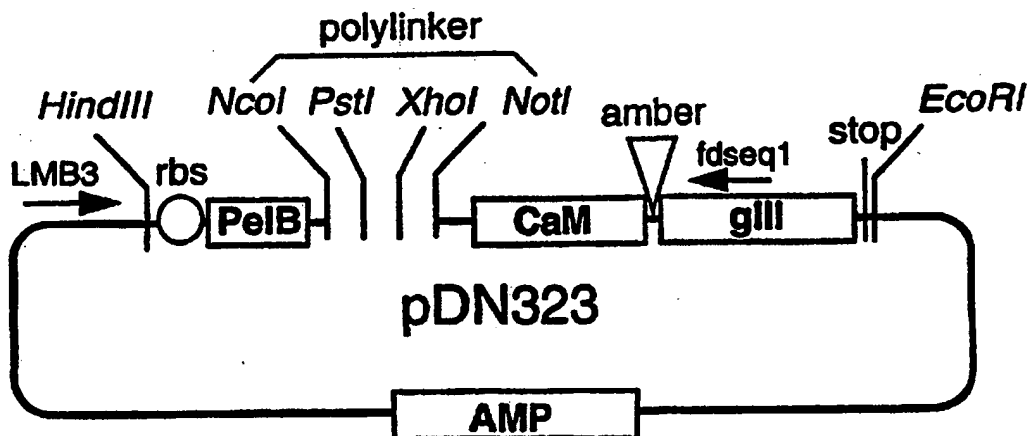 polylinker
HindIII NcoI PstI XhoI NotI amber stop EcoRI
LMB3 rbs fdseq1
PelB CaM gIII
pDN323
AMP